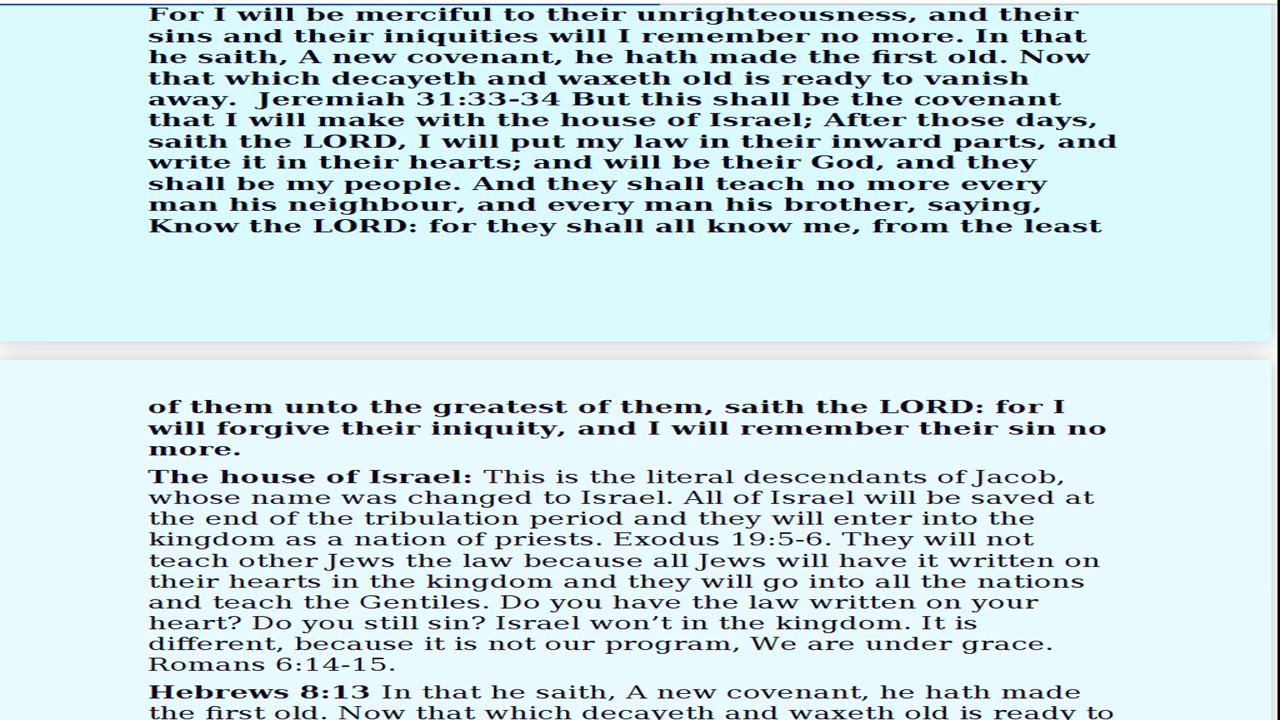 For I will be merciful to their unrighteousness, and their
sins and their iniquities will I remember no more. In that
he saith, A new covenant, he hath made the first old. Now
that which decayeth and waxeth old is ready to vanish
away.  Jeremiah 31:33-34 But this shall be the covenant
that I will make with the house of Israel; After those days,
saith the LORD, I will put my law in their inward parts, and
write it in their hearts; and will be their God, and they
shall be my people. And they shall teach no more every
man his neighbour, and every man his brother, saying,
Know the LORD: for they shall all know me, from the least
of them unto the greatest of them, saith the LORD: for I
will forgive their iniquity, and I will remember their sin no
more.
The house of Israel: This is the literal descendants of Jacob,
whose name was changed to Israel. All of Israel will be saved at
the end of the tribulation period and they will enter into the
kingdom as a nation of priests. Exodus 19:5-6. They will not
teach other Jews the law because all Jews will have it written on
their hearts in the kingdom and they will go into all the nations
and teach the Gentiles. Do you have the law written on your
heart? Do you still sin? Israel won’t in the kingdom. It is
different, because it is not our program, We are under grace.
Romans 6:14-15.
Hebrews 8:13 In that he saith, A new covenant, he hath made
the first old. Now that which decayeth and waxeth old is ready to